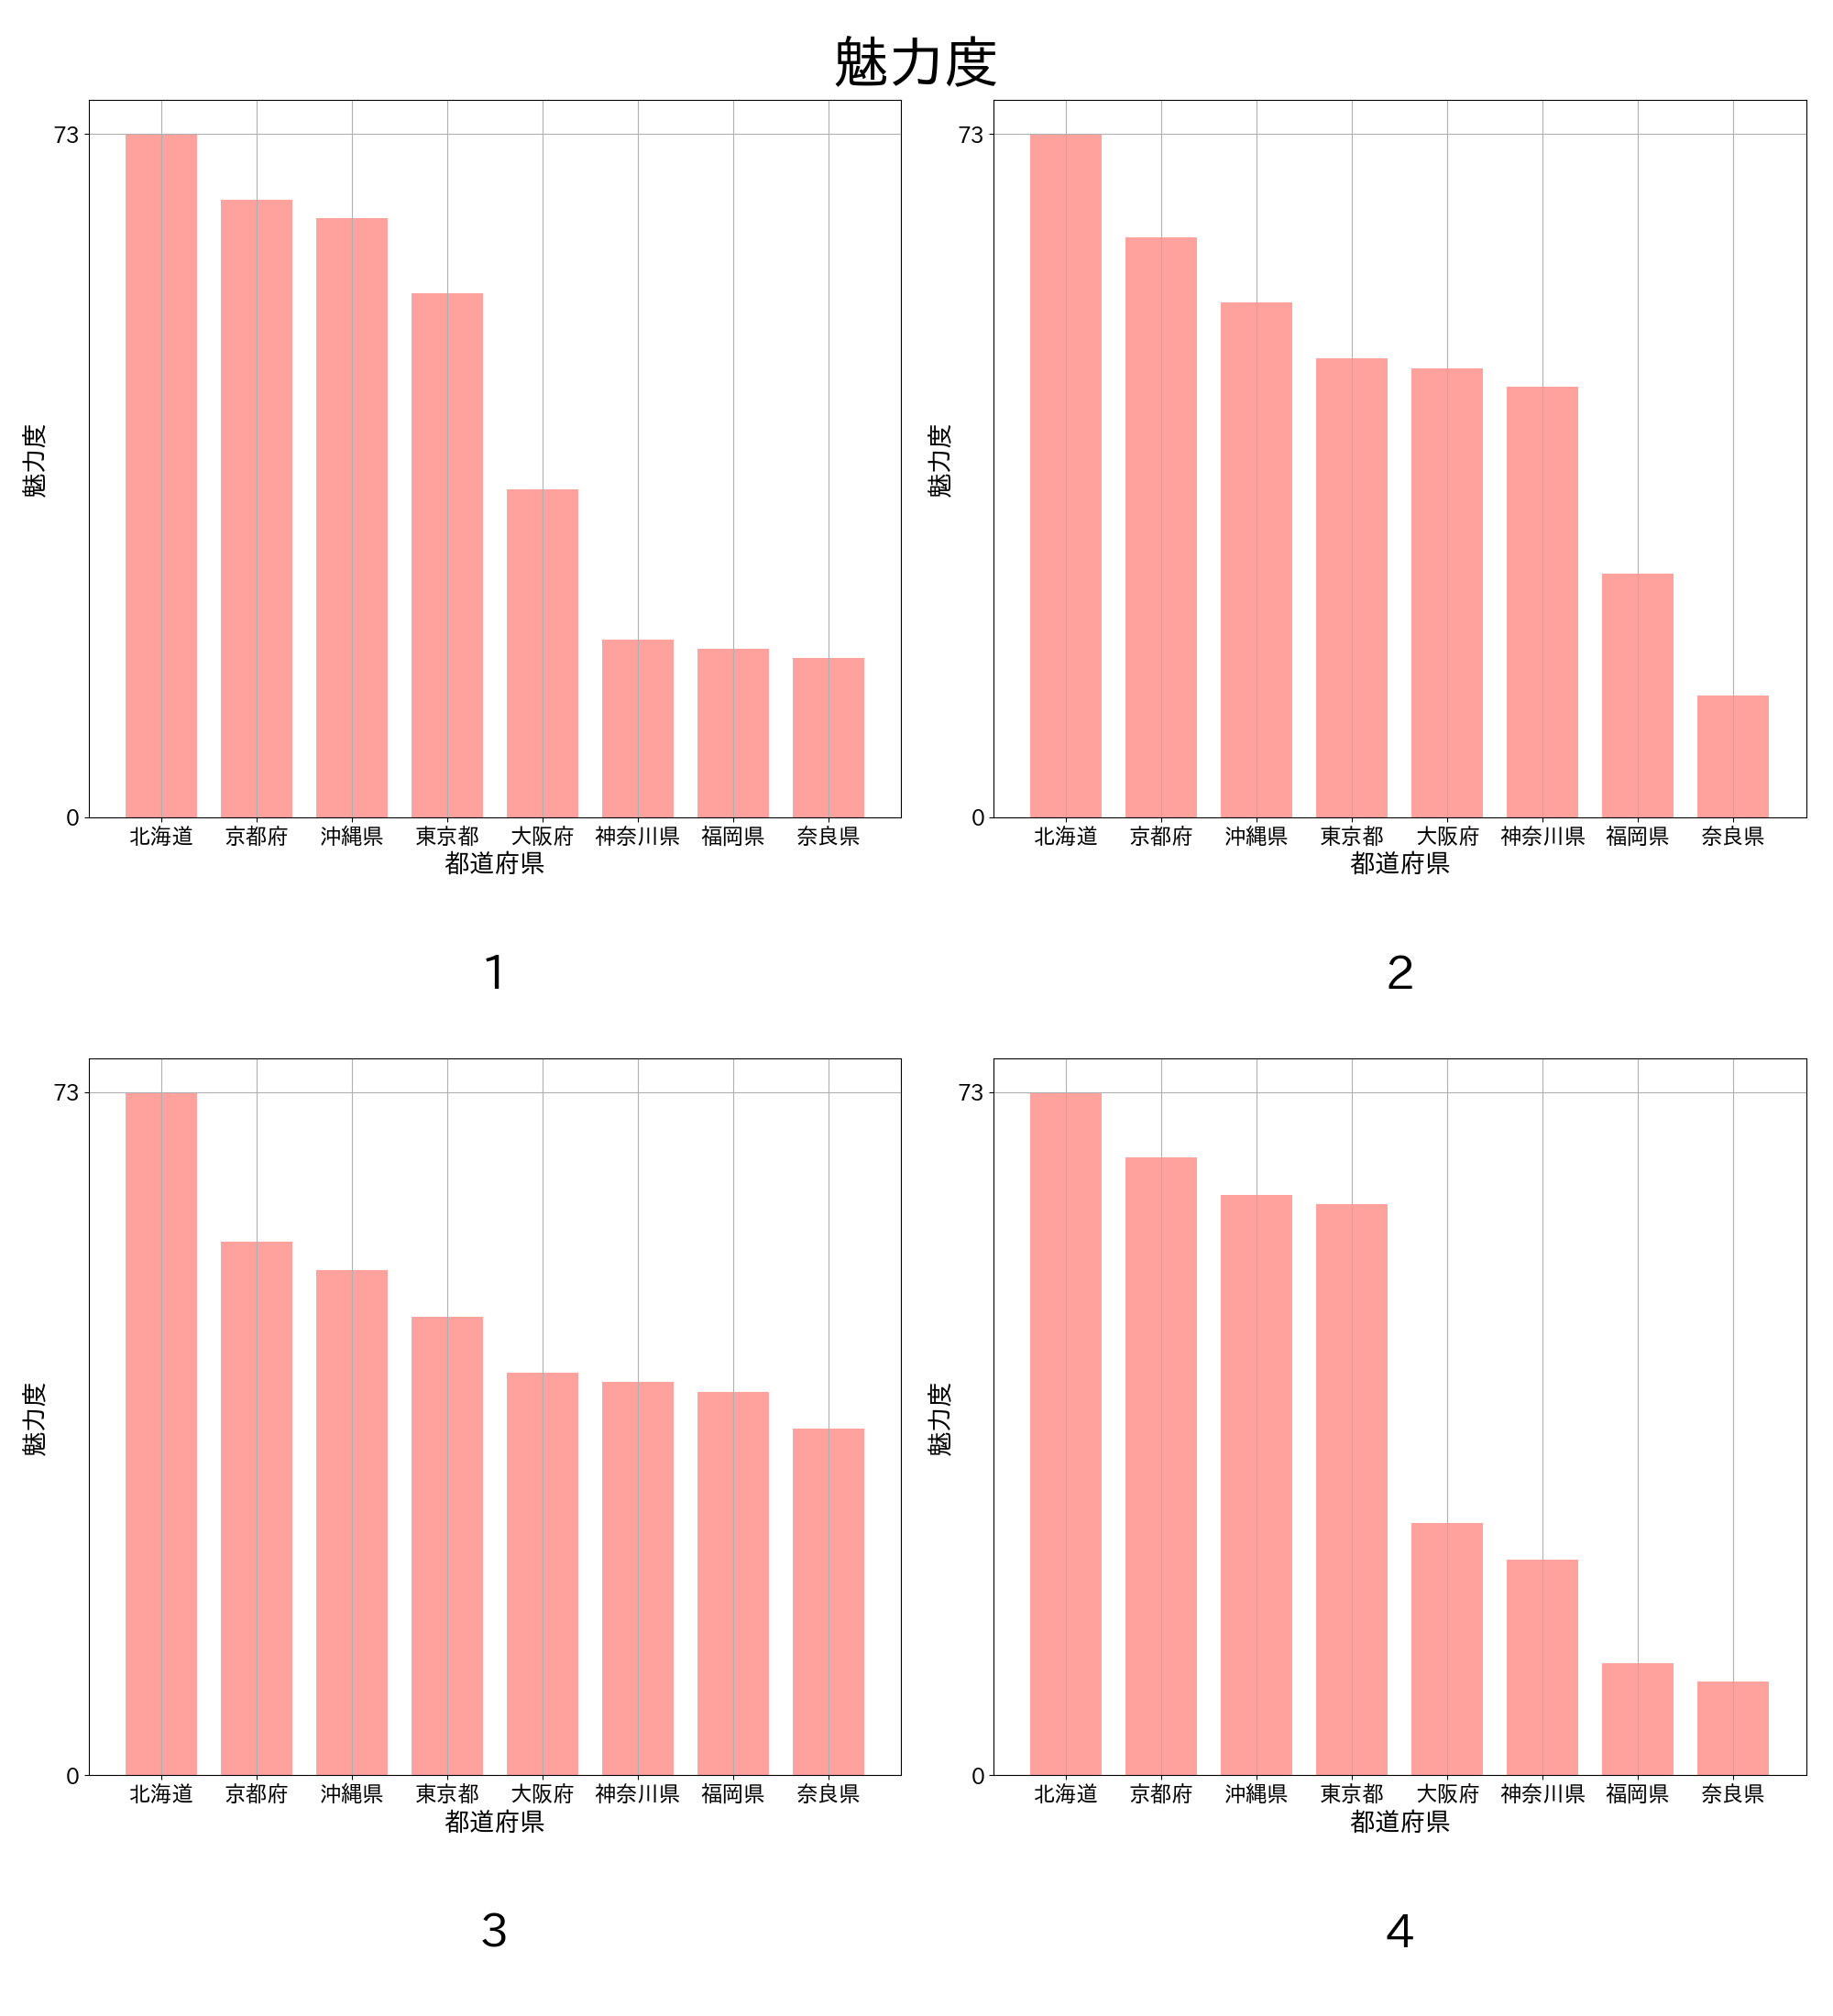 魅力度
73
0
魅力度
北海道 京都府 沖縄県 東京都 大阪府 神奈川県 福岡県 奈良県
都道府県
1
73
0
魅力度
北海道 京都府 沖縄県 東京都 大阪府 神奈川県 福岡県 奈良県
都道府県
2
73
0
魅力度
北海道 京都府 沖縄県 東京都 大阪府 神奈川県 福岡県 奈良県
都道府県
3
73
0
魅力度
北海道 京都府 沖縄県 東京都 大阪府 神奈川県 福岡県 奈良県
都道府県
4